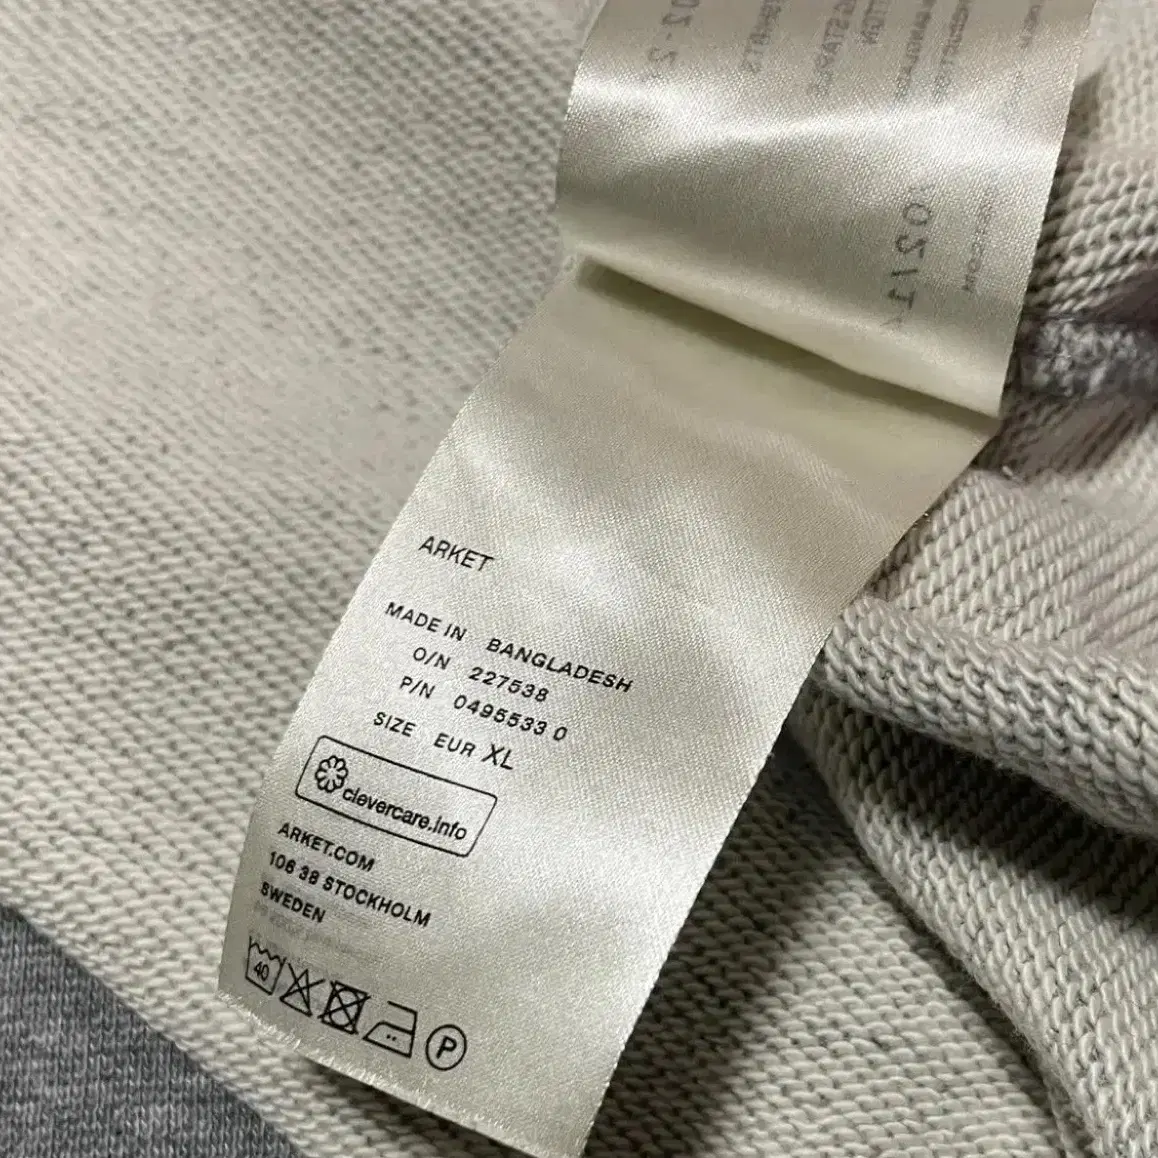 ARKET
MADE IN BANGLADESH
O/N 227538
P/N 0495533 0
SIZE EUR XL
clevercare.info
ARKET.COM
106 38 STOCKHOLM
SWEDEN
40
P